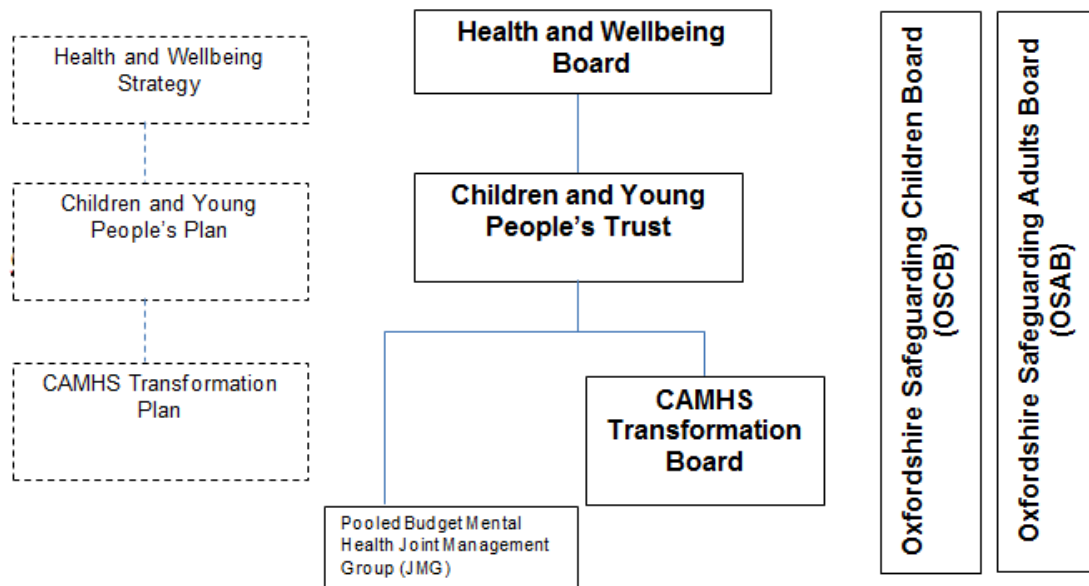 Health and Wellbeing
Strategy
Children and Young
People's Plan
CAMHS Transformation
Plan
Health and Wellbeing
Board
Children and Young
People's Trust
CAMHS
Transformation
Board
Pooled Budget Mental
Health Joint Management
Group (JMG)
Oxfordshire Safeguarding Children Board
(OSCB)
Oxfordshire Safeguarding Adults Board
(OSAB)